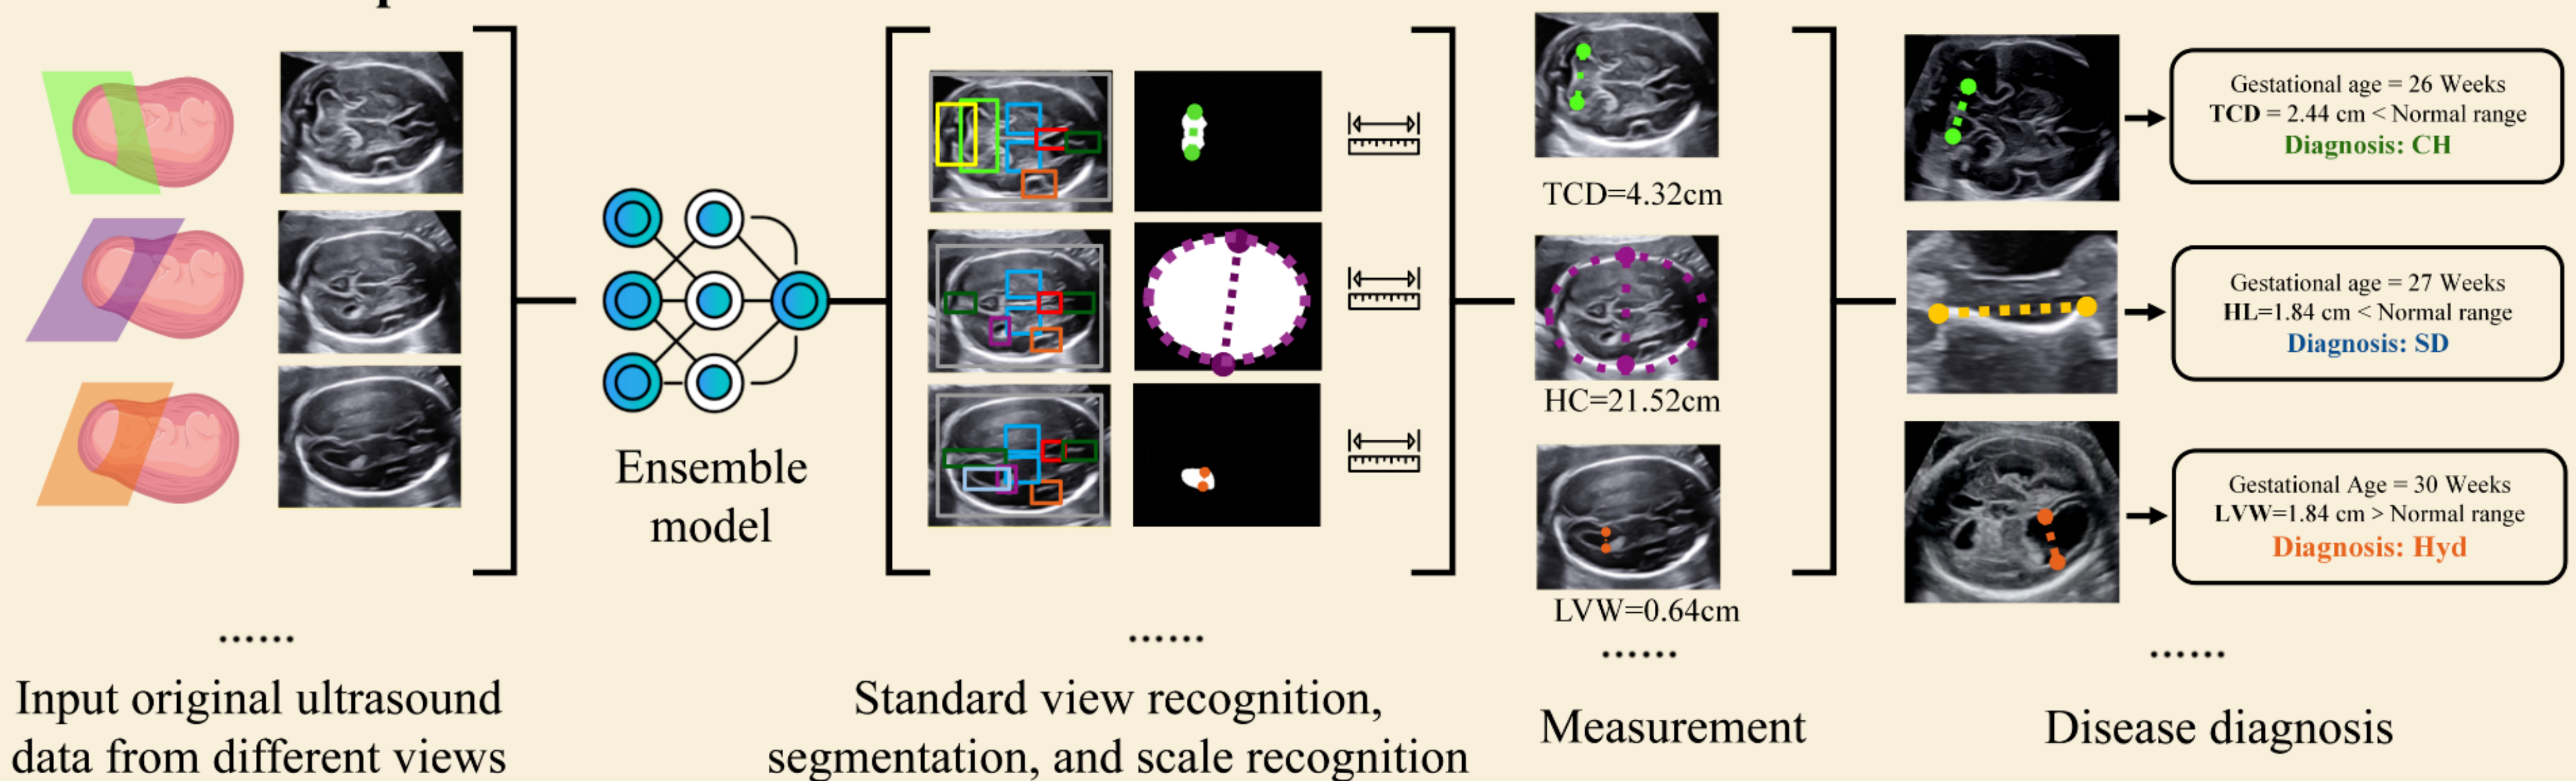 TCD=4.32cm
HC=21.52cm
LVW=0.64cm
Gestational age = 26 Weeks
TCD = 2.44 cm < Normal range
Diagnosis: CH
Gestational age = 27 Weeks
HL=1.84 cm < Normal range
Diagnosis: SD
Gestational Age = 30 Weeks
LVW=1.84 cm > Normal range
Diagnosis: Hyd
Ensemble
model
......
......
......
......
Input original ultrasound
data from different views
Standard view recognition,
segmentation, and scale recognition
Measurement
Disease diagnosis